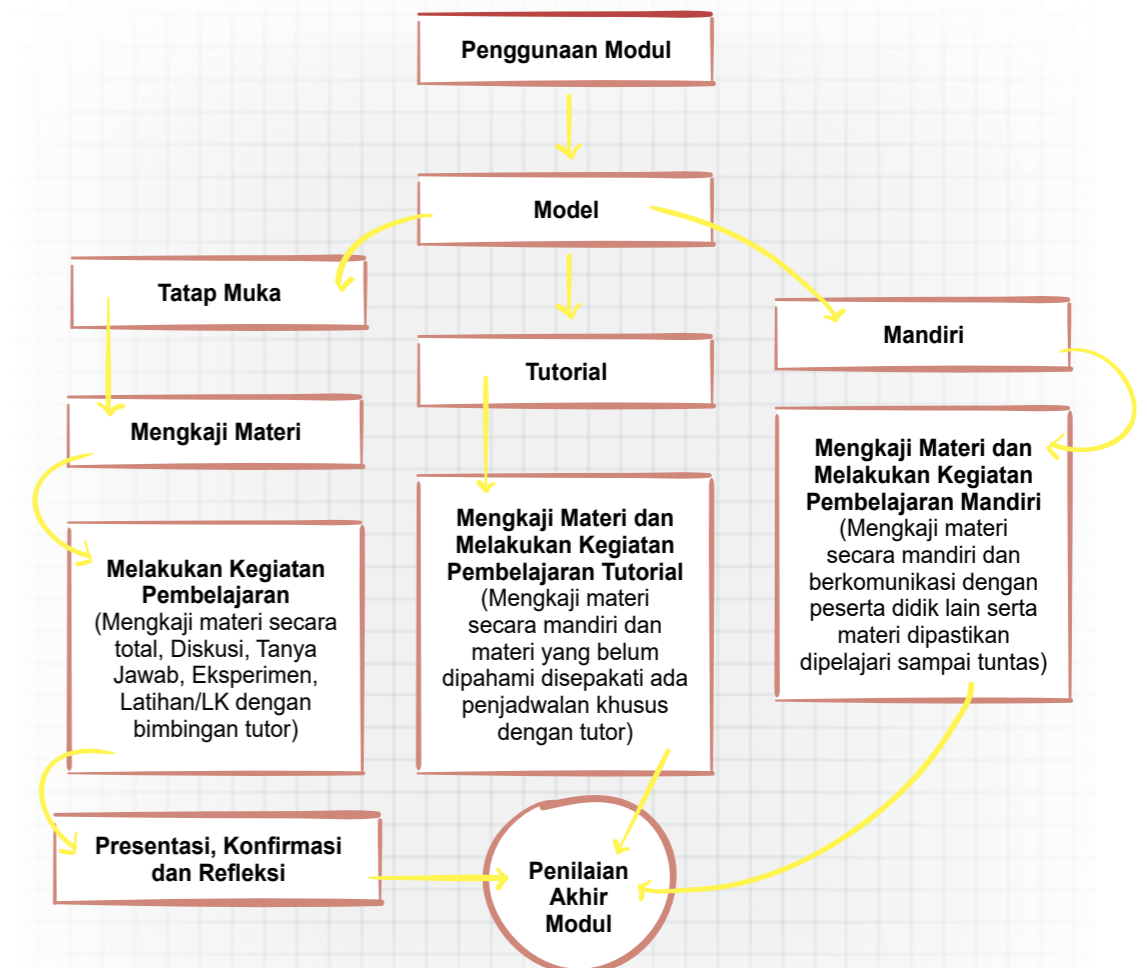 Penggunaan Modul
Model
Tatap Muka
Mengkaji Materi
Melakukan Kegiatan
Pembelajaran
(Mengkaji materi secara
total, Diskusi, Tanya
Jawab, Eksperimen,
Latihan/LK dengan
bimbingan tutor)
Presentasi, Konfirmasi
dan Refleksi
Tutorial
Mengkaji Materi dan
Melakukan Kegiatan
Pembelajaran Tutorial
(Mengkaji materi
secara mandiri dan
materi yang belum
dipahami disepakati ada
penjadwalan khusus
dengan tutor)
Mandiri
Mengkaji Materi dan
Melakukan Kegiatan
Pembelajaran Mandiri
(Mengkaji materi
secara mandiri dan
berkomunikasi dengan
peserta didik lain serta
materi dipastikan
dipelajari sampai tuntas)
Penilaian
Akhir
Modul